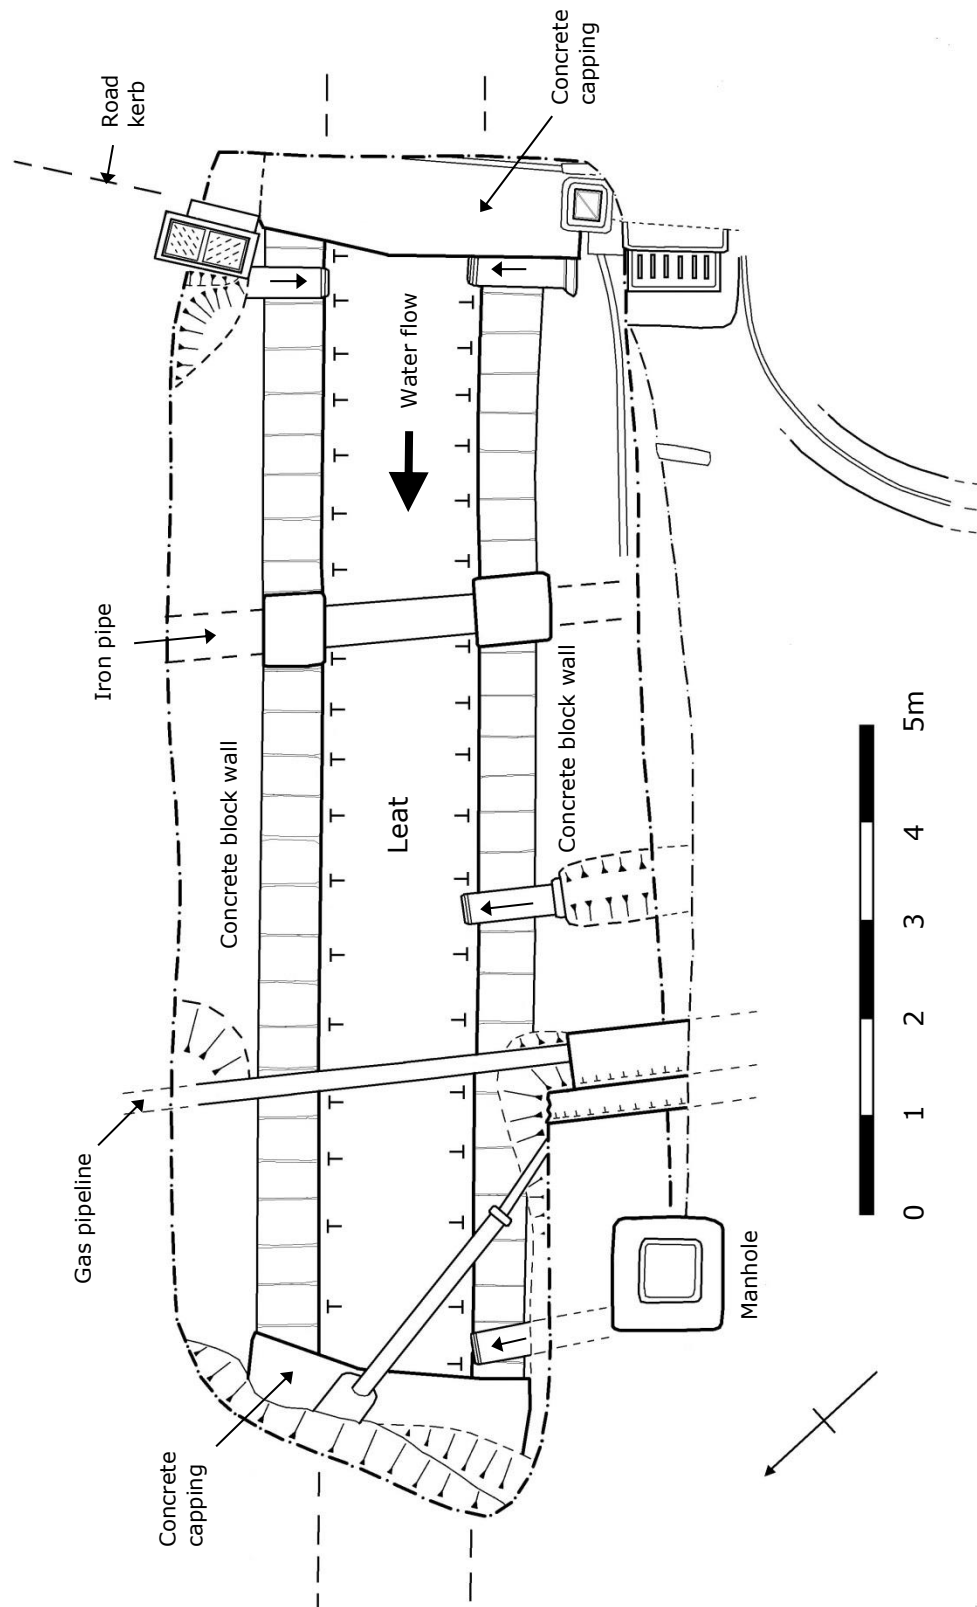 Road
kerb
Concrete
capping
Water flow
Iron pipe
Concrete block wall
Concrete block wall
Leat
Gas pipeline
Manhole
Concrete
capping
0
1
2
3
4
5m